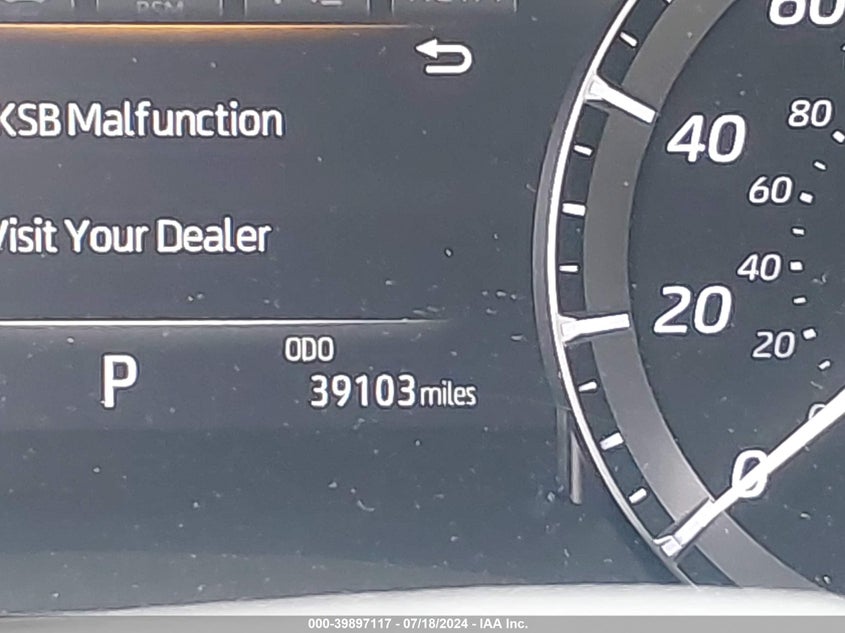 KSB Malfunction
Visit Your Dealer
P
ODO
39103 miles
60
40
20
0
80
60
40
20
000-39897117 - 07/18/2024 - IAA Inc.